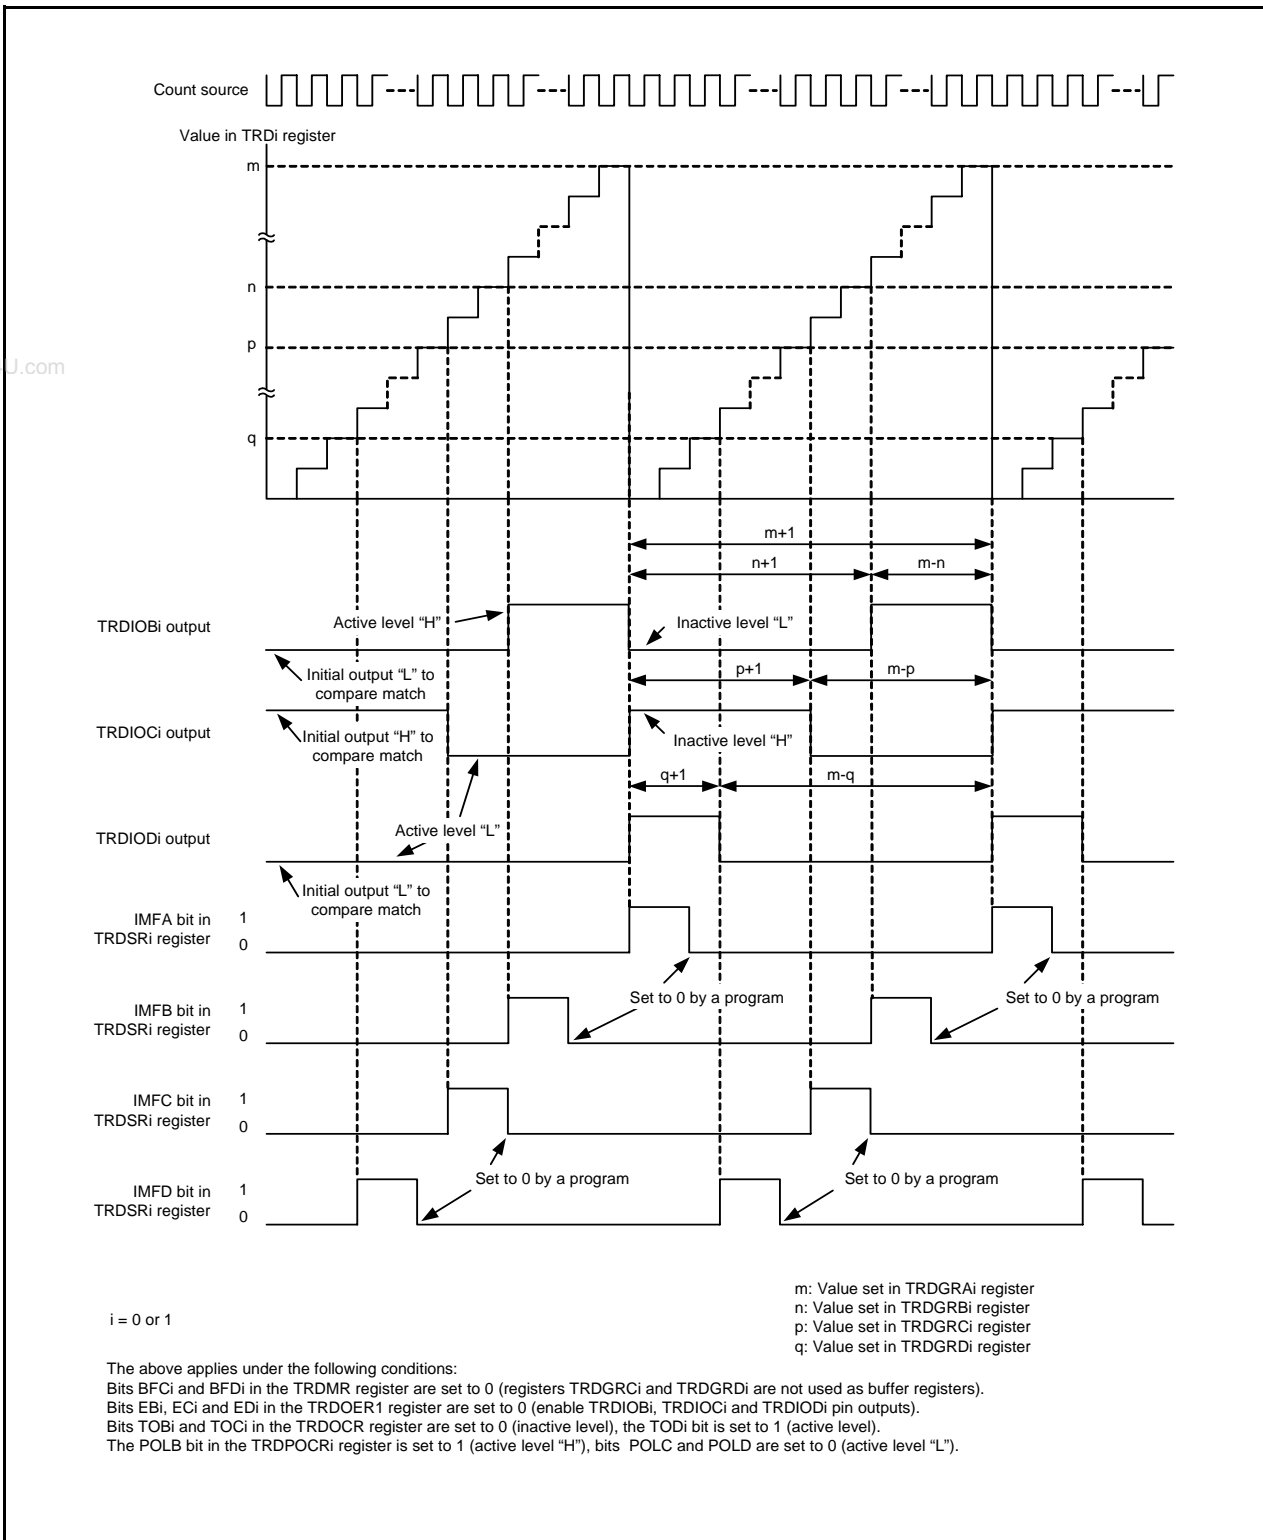 Count source
Value in TRDi register
m
n
p
U.com
q
m+1
n+1
m-n
Active level “H”
Inactive level “L”
TRDIOBi output
Initial output “L” to
compare match
p+1
m-p
TRDIOCi output
Initial output “H” to
compare match
Inactive level “H”
q+1
m-q
Active level “L”
TRDIODi output
Initial output “L” to
compare match
IMFA bit in
TRDSRi register
1
0
Set to 0 by a program
Set to 0 by a program
IMFB bit in
TRDSRi register
1
0
IMFC bit in
TRDSRi register
1
0
Set to 0 by a program
Set to 0 by a program
IMFD bit in
TRDSRi register
1
0
m: Value set in TRDGRAi register
n: Value set in TRDGRBi register
p: Value set in TRDGRCi register
q: Value set in TRDGRDi register
i = 0 or 1
The above applies under the following conditions:
Bits BFCi and BFDi in the TRDMR register are set to 0 (registers TRDGRCi and TRDGRDi are not used as buffer registers).
Bits EBi, ECi and EDi in the TRDOER1 register are set to 0 (enable TRDIOBi, TRDIOCi and TRDIODi pin outputs).
Bits TOBi and TOCi in the TRDOCR register are set to 0 (inactive level), the TODi bit is set to 1 (active level).
The POLB bit in the TRDPOCRi register is set to 1 (active level “H”), bits POLC and POLD are set to 0 (active level “L”).